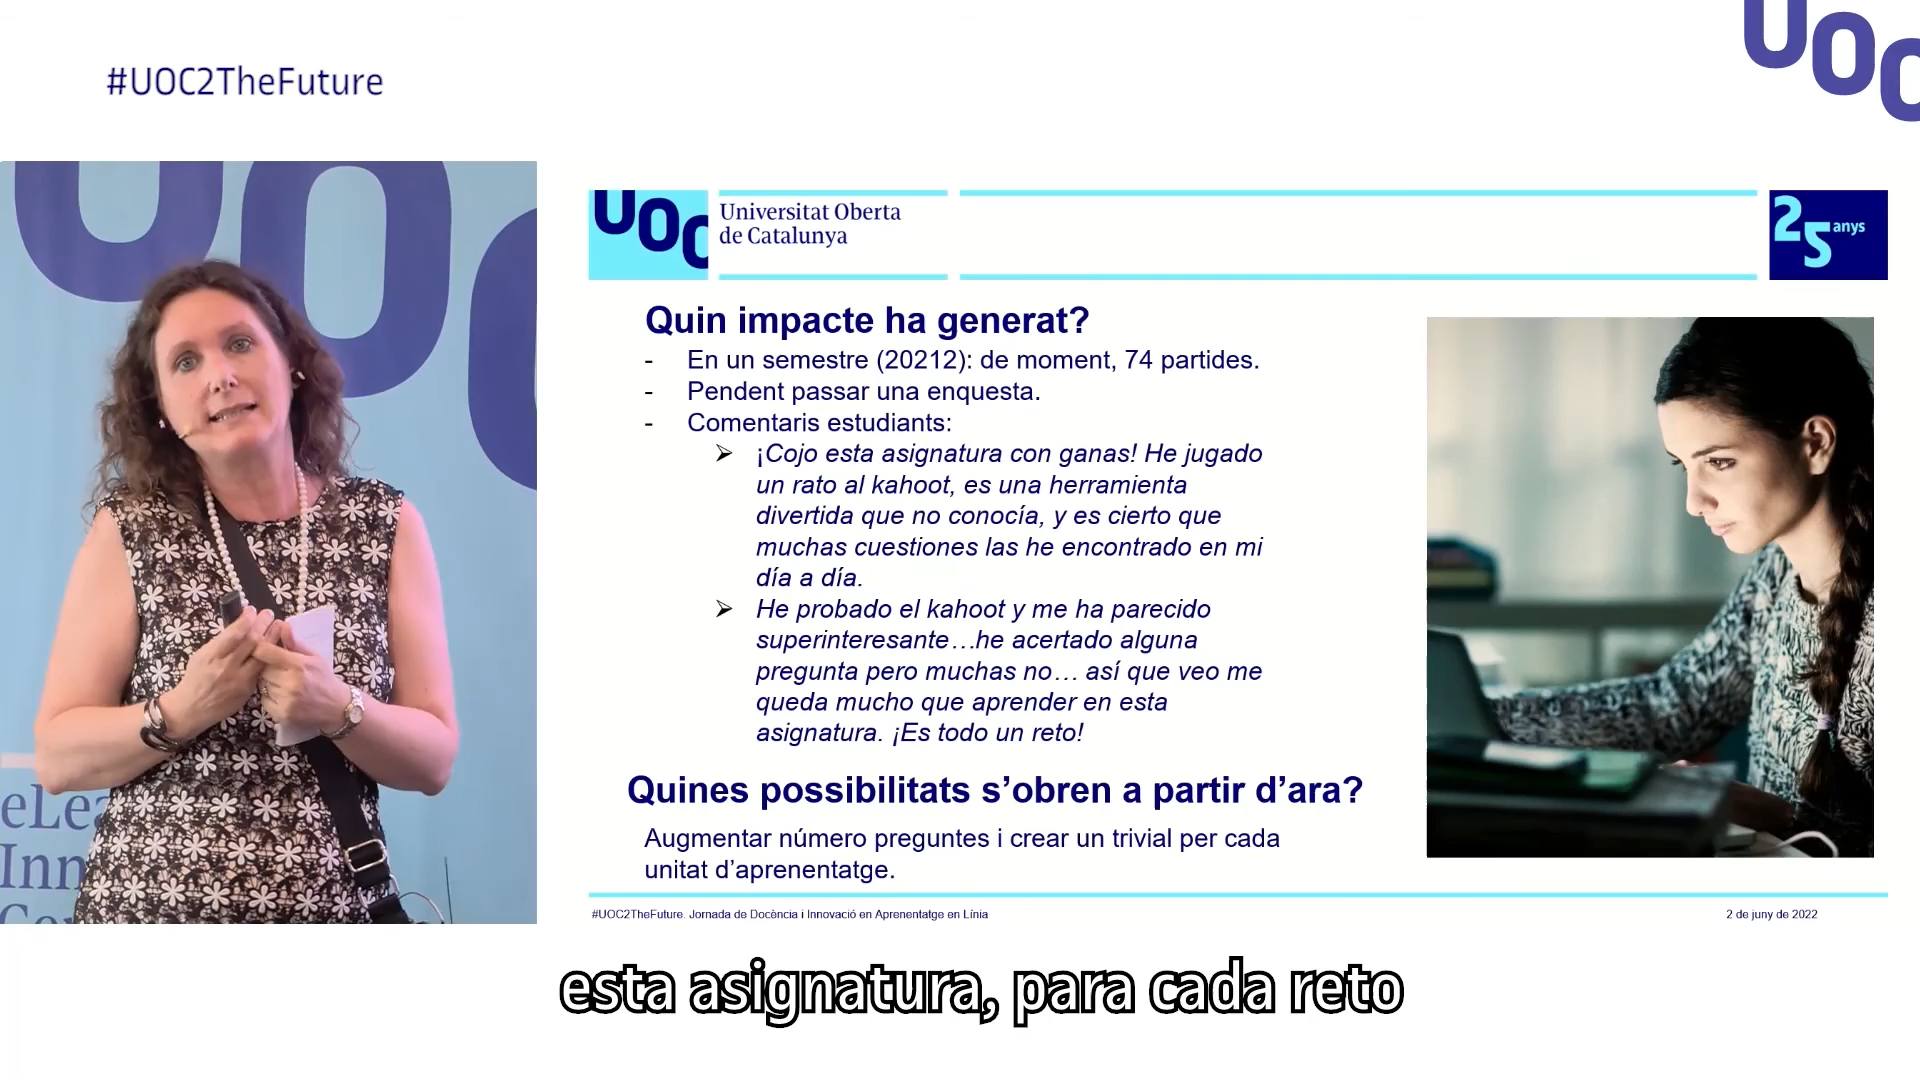 #UOC2TheFuture
UOC
UOC
eLea
Inn
Ce
UOC
Universitat Oberta
de Catalunya
25 anys
Quin impacte ha generat?
- En un semestre (20212): de moment, 74 partides.
- Pendent passar una enquesta.
- Comentaris estudiants:
➢ ¡Cojo esta asignatura con ganas! He jugado
un rato al kahoot, es una herramienta
divertida que no conocía, y es cierto que
muchas cuestiones las he encontrado en mi
día a día.
➢ He probado el kahoot y me ha parecido
superinteresante…he acertado alguna
pregunta pero muchas no… así que veo me
queda mucho que aprender en esta
asignatura. ¡Es todo un reto!
Quines possibilitats s’obren a partir d’ara?
Augmentar número preguntes i crear un trivial per cada
unitat d’aprenentatge.
#UOC2TheFuture. Jornada de Docència i Innovació en Aprenentatge en Línia
2 de juny de 2022
esta asignatura, para cada reto